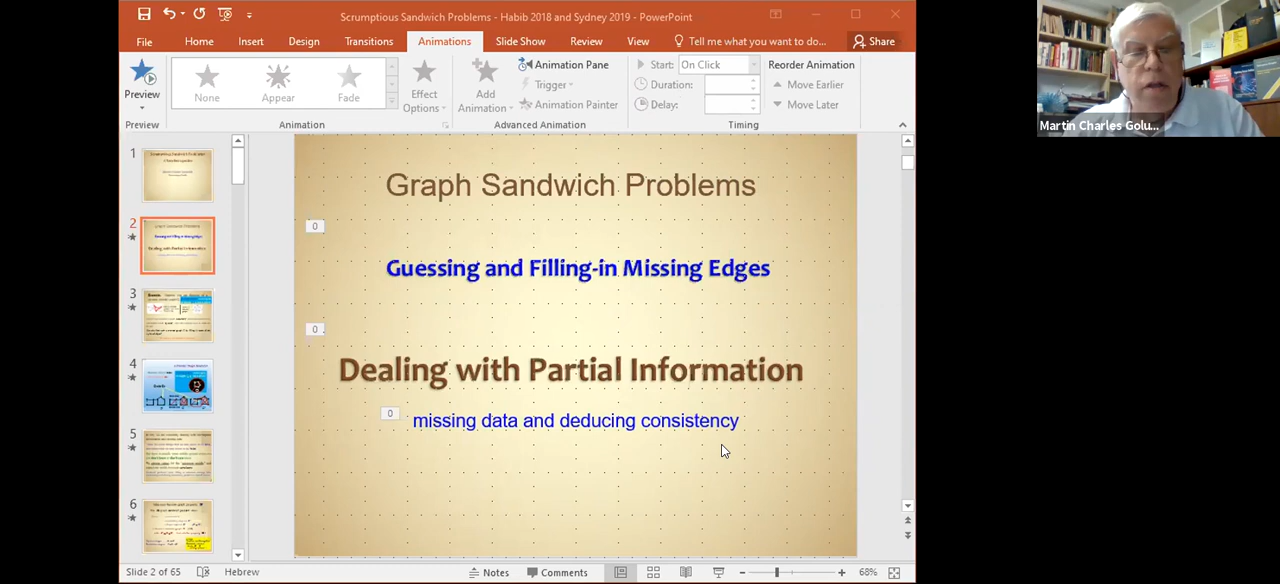 Scrumptious Sandwich Problems - Habib 2018 and Sydney 2019 - PowerPoint
File Home Insert Design Transitions Animations Slide Show Review View Tell me what you want to do... Share
Preview
None Appear Fade
Effect Options
Add Animation
Animation Pane
Trigger
Animation Painter
Start: On Click
Duration:
Delay:
Reorder Animation
Move Earlier
Move Later
Preview Animation Advanced Animation Timing
Martin Charles Golu...
1
2
3
4
5
6
Graph Sandwich Problems
0
Guessing and Filling-in Missing Edges
0
Dealing with Partial Information
0
missing data and deducing consistency
Slide 2 of 65 Hebrew Notes Comments 68%